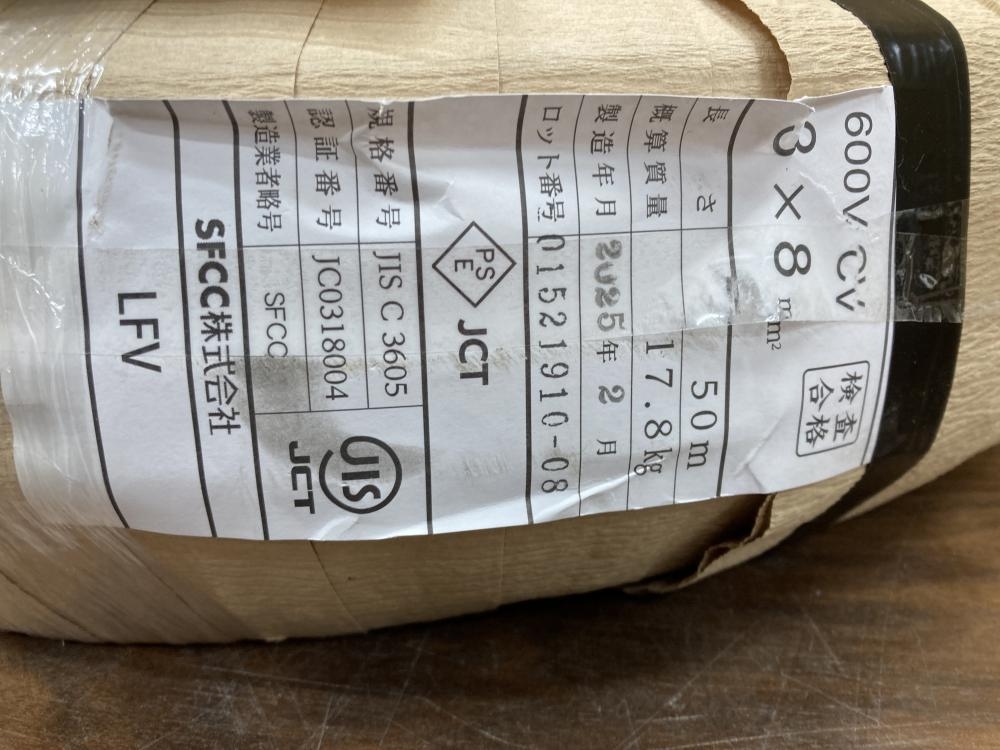 600V CV
3×8mm²
検査
合格
長さ 50m
概算質量 17.8kg
製造年月 2025年 2月
ロット番号 01521910-08
PS
E
JCT
規格番号 JIS C 3605
認証番号 JC0318004
製造業者略号 SFCC
JIS
JCT
SFCC株式会社
LFV